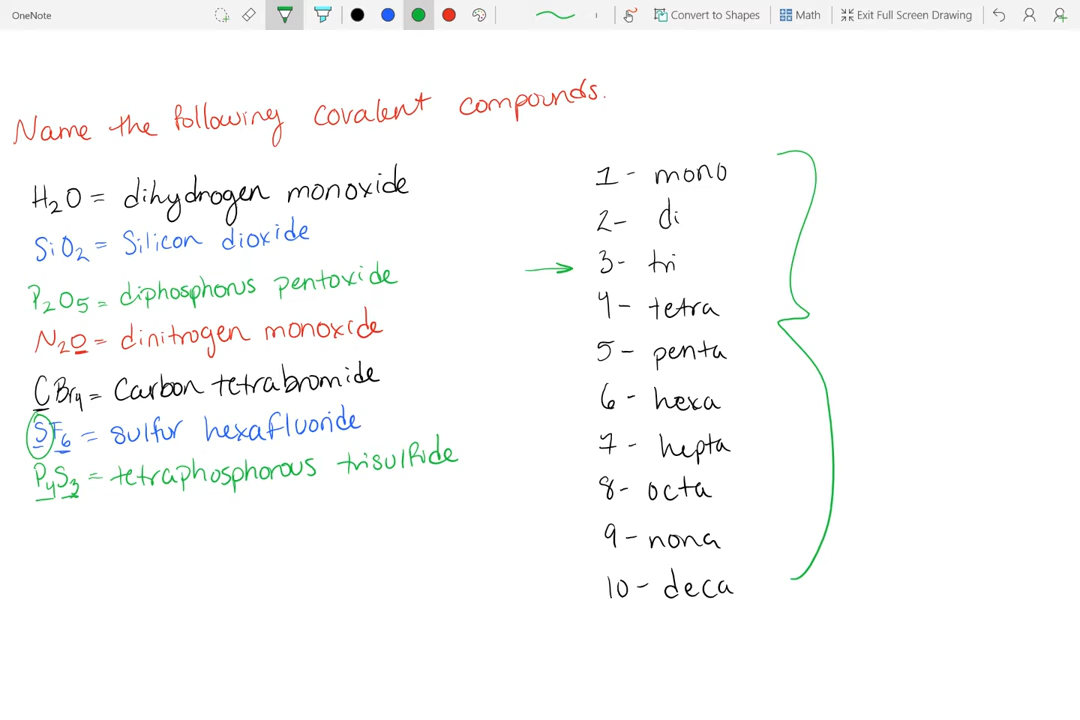 OneNote
Convert to Shapes
Math
Exit Full Screen Drawing
Name the following covalent compounds.
H₂O = dihydrogen monoxide
SiO₂ = Silicon dioxide
P₂O₅ = diphosphorus pentoxide
N₂O = dinitrogen monoxide
CBr₄ = Carbon tetrabromide
SF₆ = sulfur hexafluoride
P₄S₃ = tetraphosphorous trisulfide
1 - mono
2 - di
3 - tri
4 - tetra
5 - penta
6 - hexa
7 - hepta
8 - octa
9 - nona
10 - deca